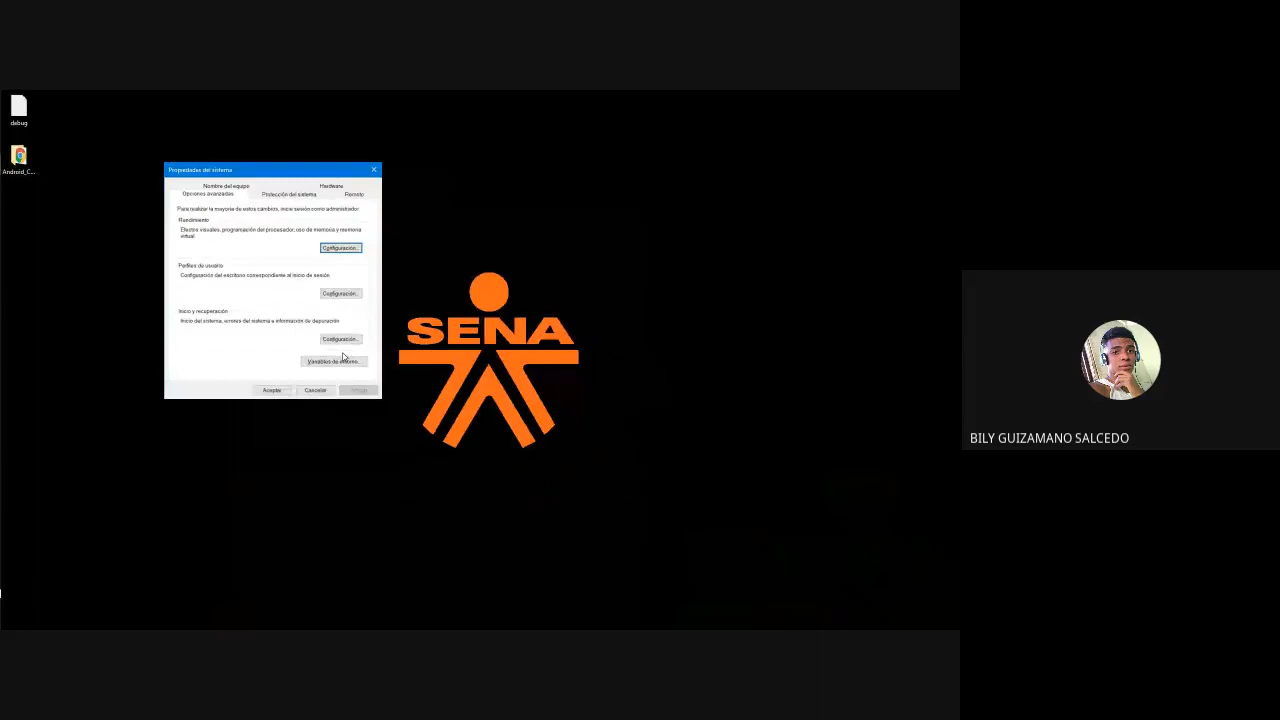 debug
Android_C...
Propiedades del sistema
Nombre del equipo
Hardware
Opciones avanzadas
Protección del sistema
Remoto
Para realizar la mayoría de estos cambios, inicie sesión como administrador.
Rendimiento
Efectos visuales, programación del procesador, uso de memoria y memoria
virtual
Configuración...
Perfiles de usuario
Configuración del escritorio correspondiente al inicio de sesión
Configuración...
Inicio y recuperación
Inicio del sistema, errores del sistema e información de depuración
Configuración...
Variables de entorno...
Aceptar
Cancelar
SENA
BILY GUIZAMANO SALCEDO